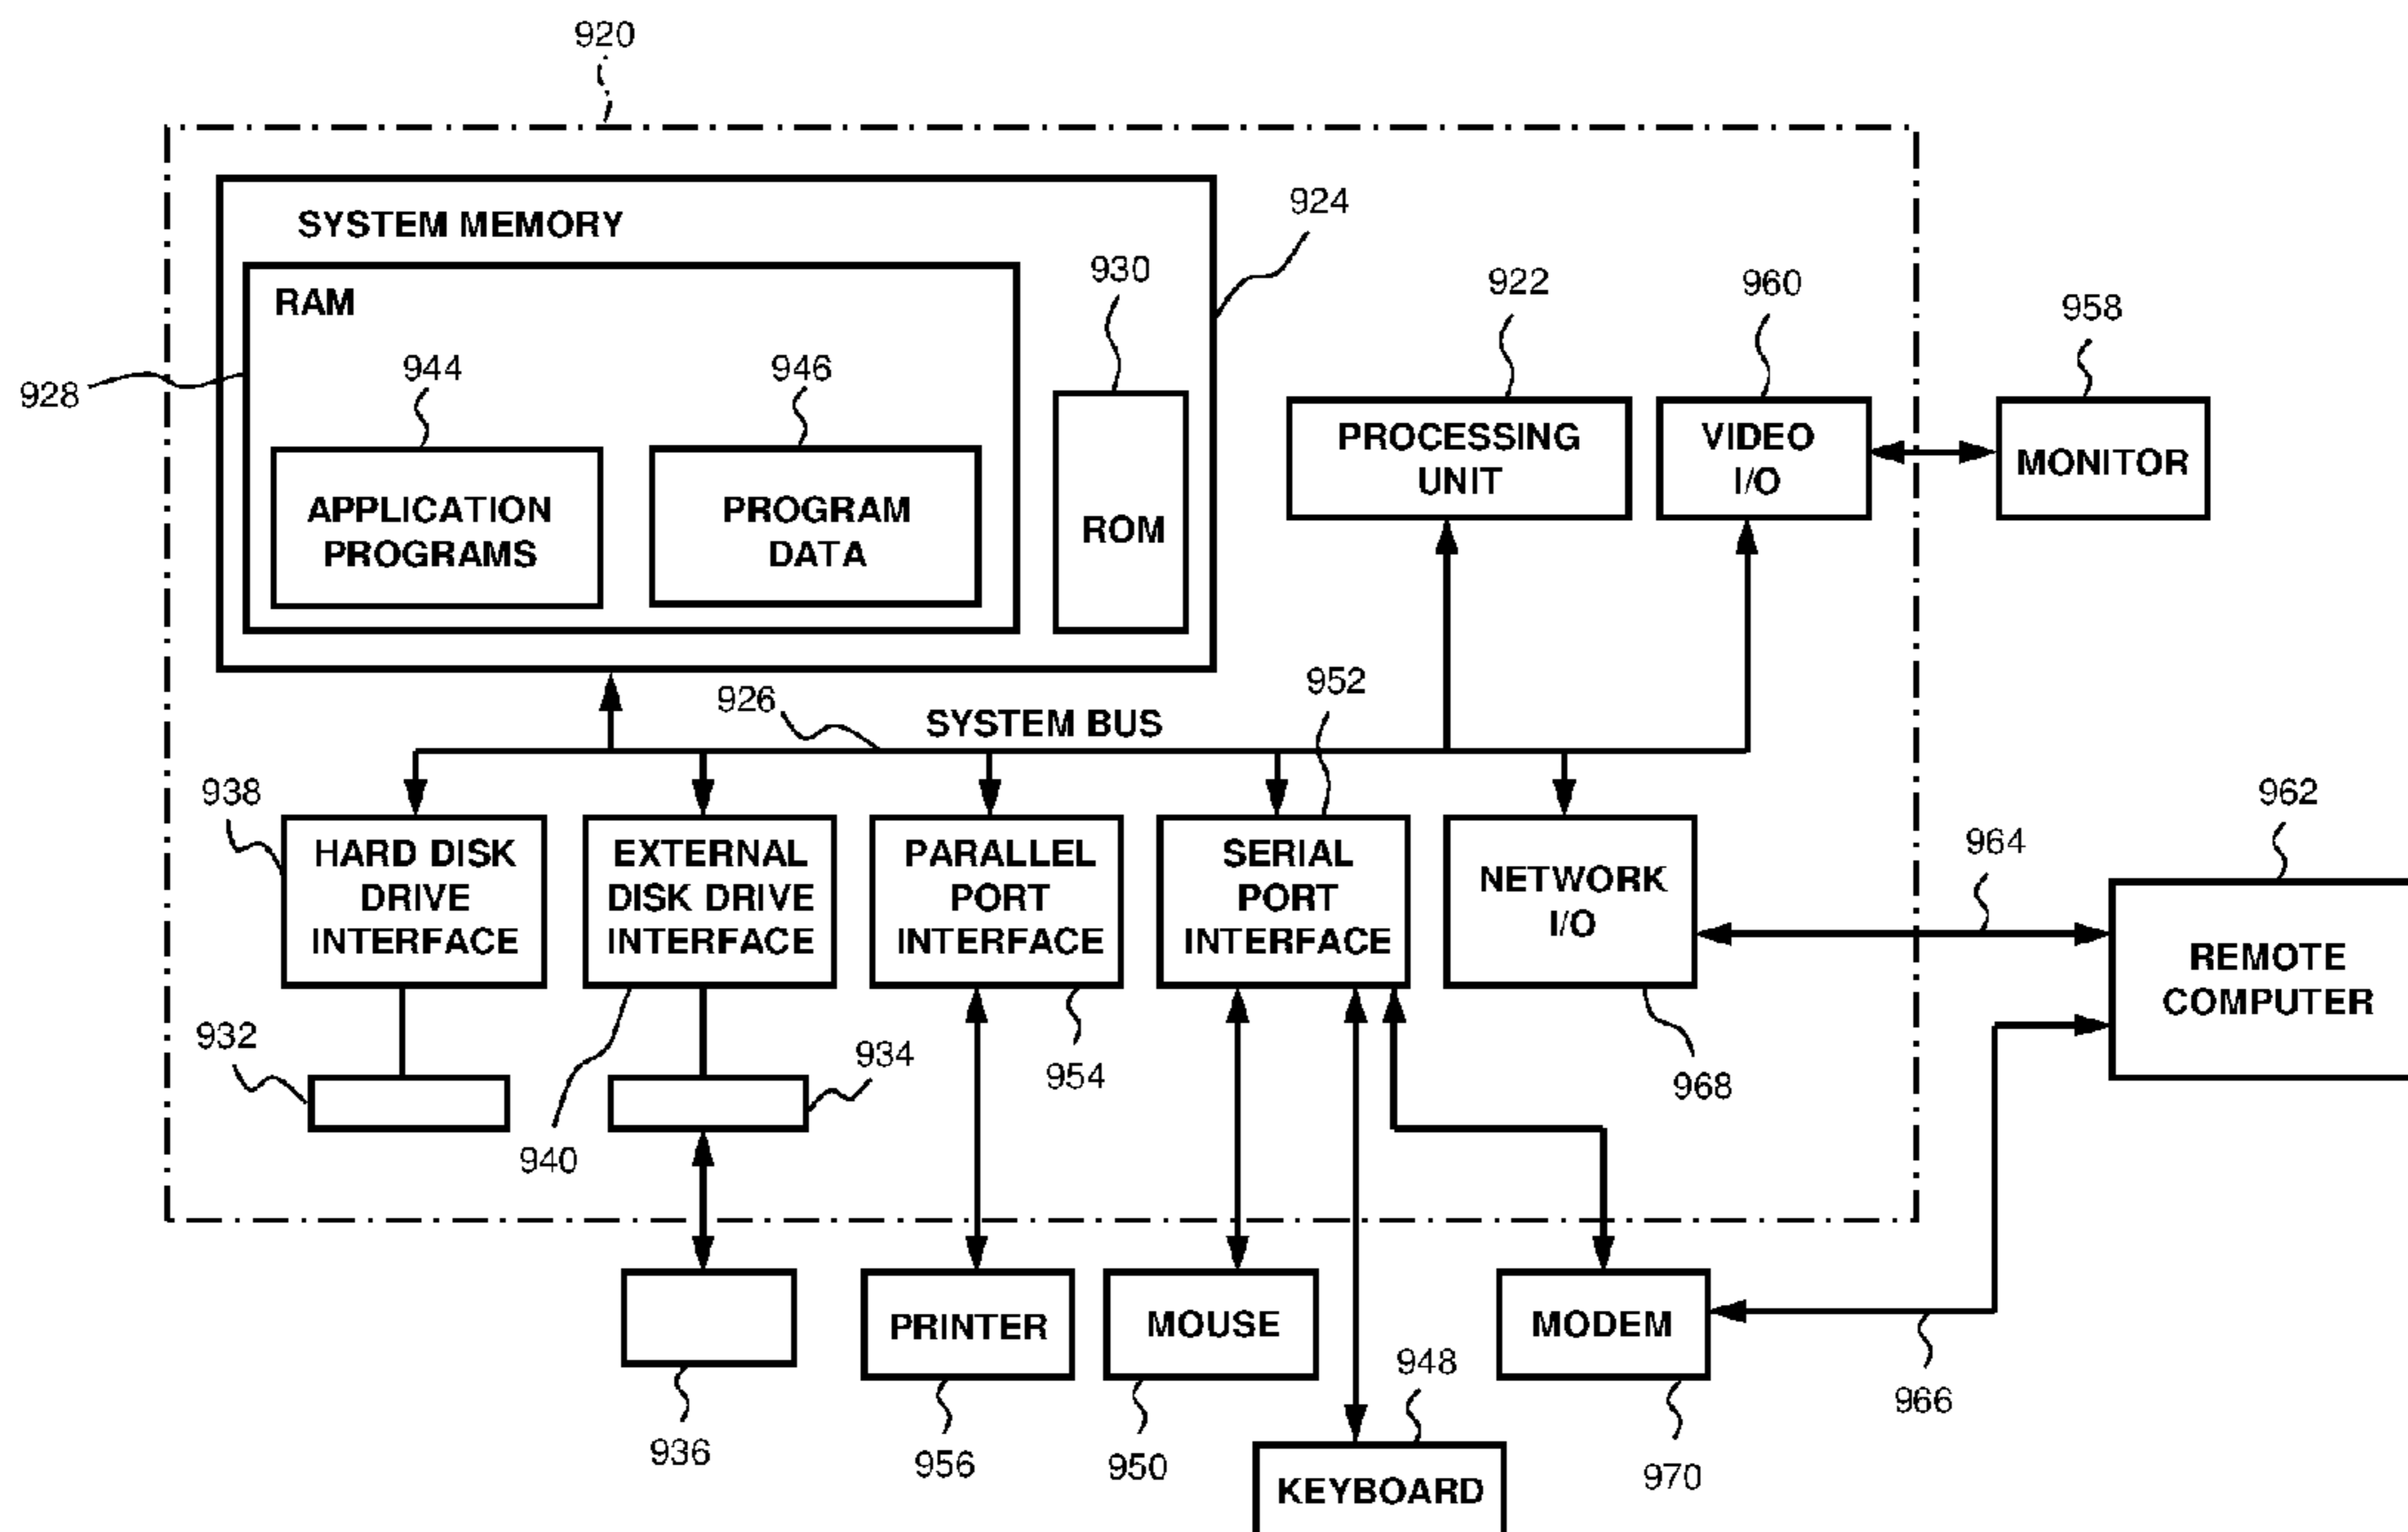 920
SYSTEM MEMORY
924
RAM
930
922
960
958
944
946
928
PROCESSING
UNIT
VIDEO
I/O
MONITOR
APPLICATION
PROGRAMS
PROGRAM
DATA
ROM
926
SYSTEM BUS
952
938
962
964
HARD DISK
DRIVE
INTERFACE
EXTERNAL
DISK DRIVE
INTERFACE
PARALLEL
PORT
INTERFACE
SERIAL
PORT
INTERFACE
NETWORK
I/O
REMOTE
COMPUTER
932
934
954
968
940
PRINTER
MOUSE
MODEM
948
966
936
956
950
970
KEYBOARD